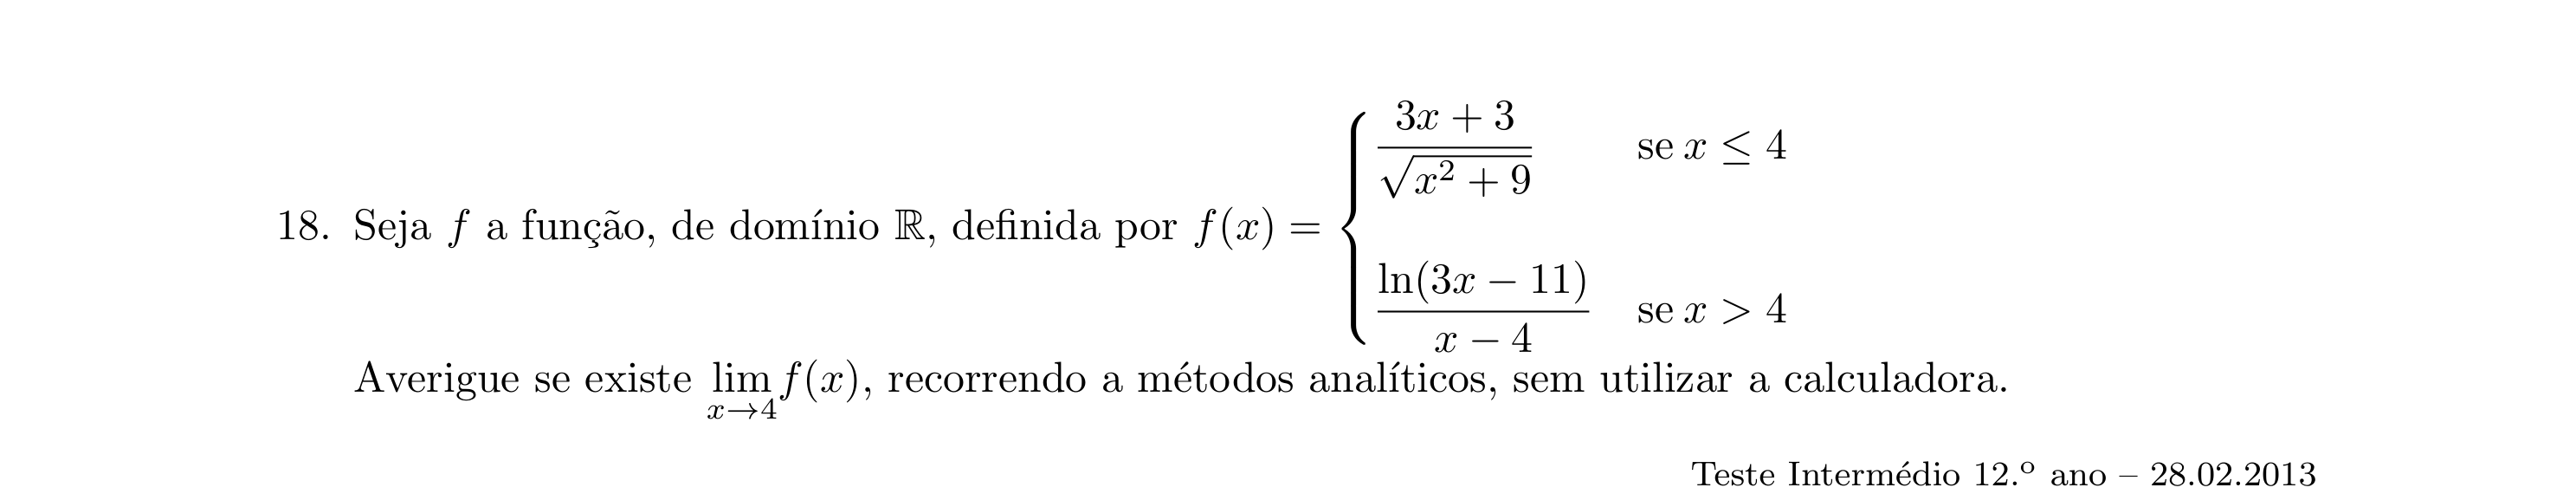 18. Seja f a função, de domínio ℝ, definida por f(x) = { (3x + 3)/√(x² + 9) se x ≤ 4
ln(3x − 11)/(x − 4) se x > 4
Averigue se existe lim x→4 f(x), recorrendo a métodos analíticos, sem utilizar a calculadora.
Teste Intermédio 12.º ano – 28.02.2013